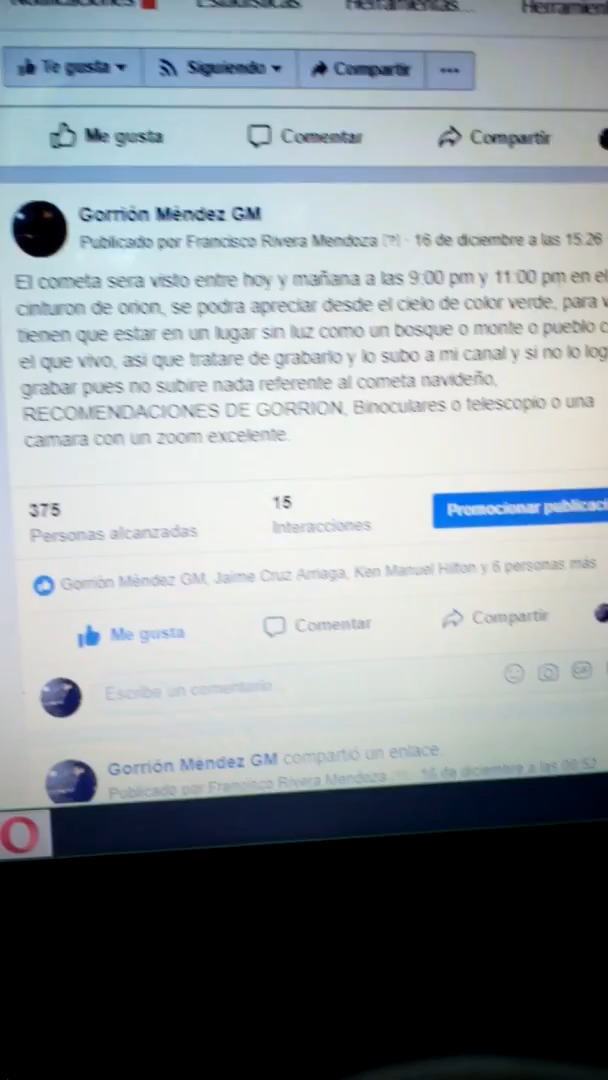 Te gusta Siguiendo Compartir
Me gusta Comentar Compartir
Gorrión Méndez GM
Publicado por Francisco Rivera Mendoza [?] · 16 de diciembre a las 15:26
El cometa sera visto entre hoy y mañana a las 9:00 pm y 11:00 pm en el
cinturon de orion, se podra apreciar desde el cielo de color verde, para
tienen que estar en un lugar sin luz como un bosque o monte o pueblo
el que vivo, asi que tratare de grabarlo y lo subo a mi canal y si no lo
grabar pues no subire nada referente al cometa navideño,
RECOMENDACIONES DE GORRION, Binoculares o telescopio o una
camara con un zoom excelente.
375 15
Personas alcanzadas Interacciones Promocionar
Gorrión Méndez GM, Jaime Cruz Arriaga, Ken Manuel Hilton y 6 personas más
Me gusta Comentar Compartir
Escribe un comentario
Gorrión Méndez GM compartió un enlace
Publicado por Francisco Rivera Mendoza [?] · 16 de diciembre a las